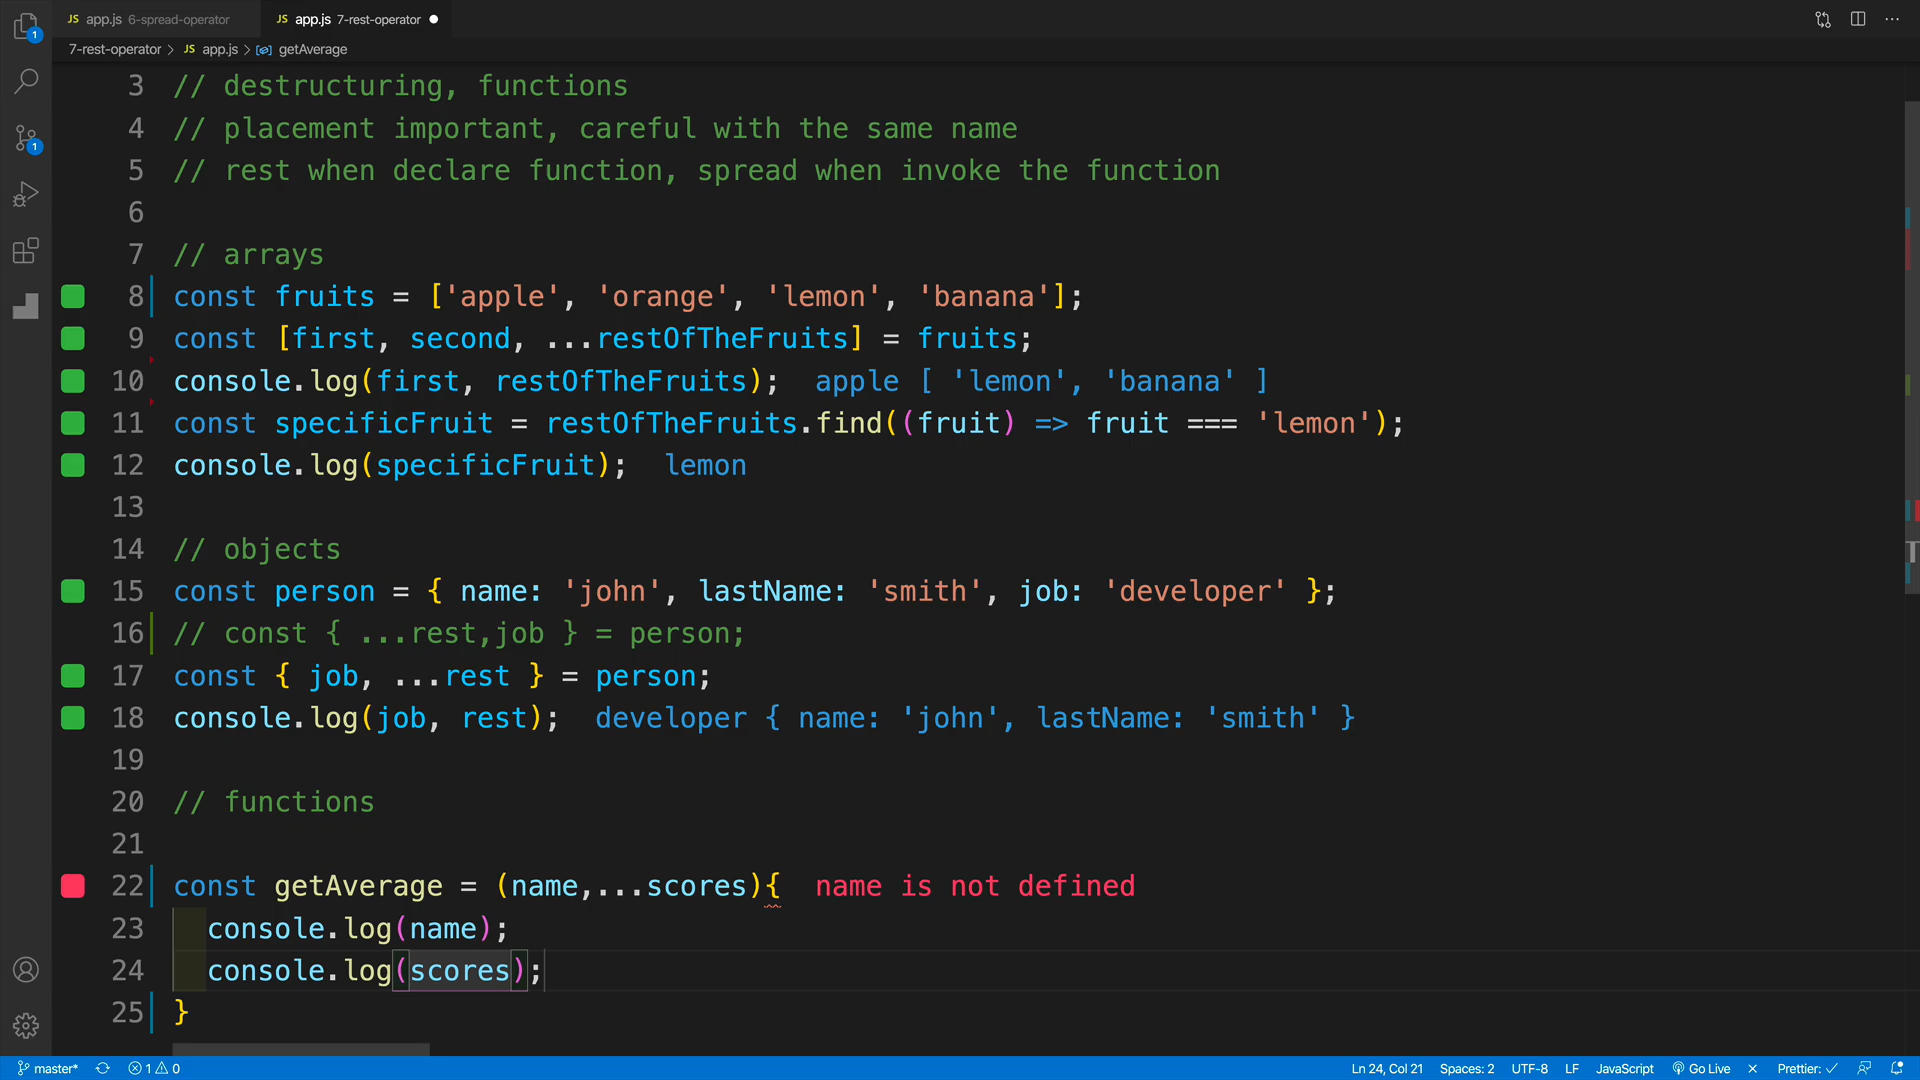 JS app.js 6-spread-operator
JS app.js 7-rest-operator
7-rest-operator > JS app.js > getAverage
3 // destructuring, functions
4 // placement important, careful with the same name
5 // rest when declare function, spread when invoke the function
6
7 // arrays
8 const fruits = ['apple', 'orange', 'lemon', 'banana'];
9 const [first, second, ...restOfTheFruits] = fruits;
10 console.log(first, restOfTheFruits); apple [ 'lemon', 'banana' ]
11 const specificFruit = restOfTheFruits.find((fruit) => fruit === 'lemon');
12 console.log(specificFruit); lemon
13
14 // objects
15 const person = { name: 'john', lastName: 'smith', job: 'developer' };
16 // const { ...rest,job } = person;
17 const { job, ...rest } = person;
18 console.log(job, rest); developer { name: 'john', lastName: 'smith' }
19
20 // functions
21
22 const getAverage = (name,...scores){ name is not defined
23 console.log(name);
24 console.log(scores);
25 }
1
1
master* 1 0 Ln 24, Col 21 Spaces: 2 UTF-8 LF JavaScript Go Live Prettier: ✓